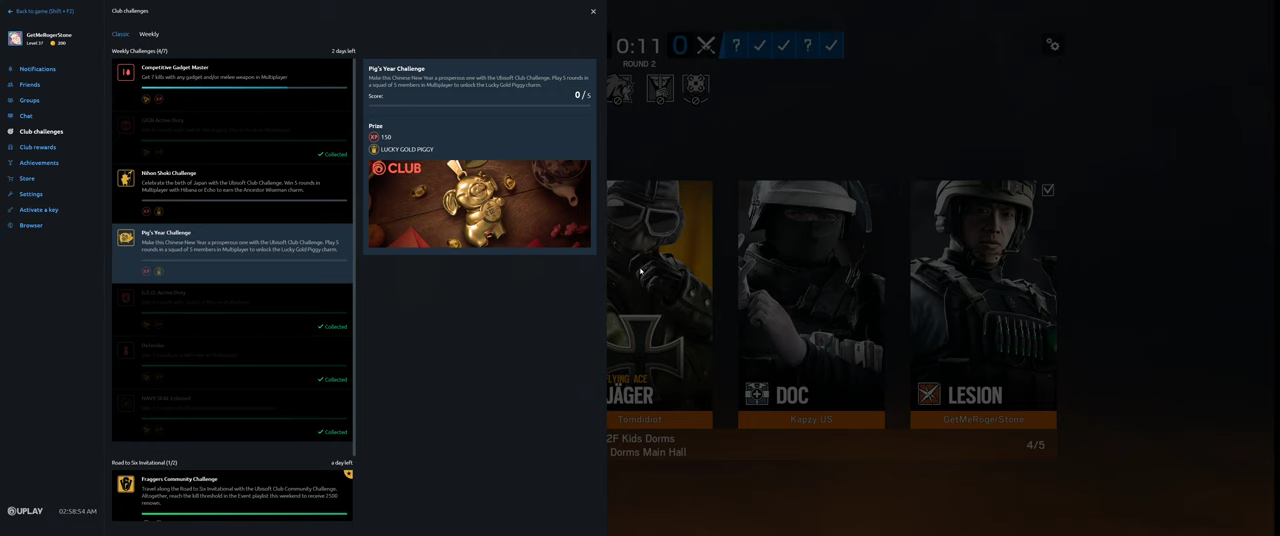 Back to game (Shift + F2)
GetMeRogerStone
Level 37 200
Notifications
Friends
Groups
Chat
Club challenges
Club rewards
Achievements
Store
Settings
Activate a key
Browser
UPLAY 02:58:54 AM
Club challenges
Classic Weekly
Weekly Challenges (4/7) 2 days left
Competitive Gadget Master
Get 7 kills with any gadget and/or melee weapon in Multiplayer
XP
Collected
Nihon Shoki Challenge
Celebrate the birth of Japan with the Ubisoft Club Challenge. Win 5 rounds in
Multiplayer with Hibana or Echo to earn the Ancestor Wiseman charm.
XP
Pig's Year Challenge
Make this Chinese New Year a prosperous one with the Ubisoft Club Challenge. Play 5
rounds in a squad of 5 members in Multiplayer to unlock the Lucky Gold Piggy charm.
XP
Collected
Defender
Collected
Collected
Road to Six Invitational (1/2) a day left
Fraggers Community Challenge
Travel along the Road to Six Invitational with the Ubisoft Club Community Challenge.
Altogether, reach the kill threshold in the Event playlist this weekend to receive 2500
renown.
Pig's Year Challenge
Make this Chinese New Year a prosperous one with the Ubisoft Club Challenge. Play 5
rounds in a squad of 5 members in Multiplayer to unlock the Lucky Gold Piggy charm.
Score: 0 / 5
Prize
XP 150
LUCKY GOLD PIGGY
CLUB
0:11 0 ? ? 
ROUND 2
FLYING ACE
JÄGER
Tomdidiot
DOC
Kapzy US
LESION
GetMeRogerStone
2F Kids Dorms
Dorms Main Hall
4/5